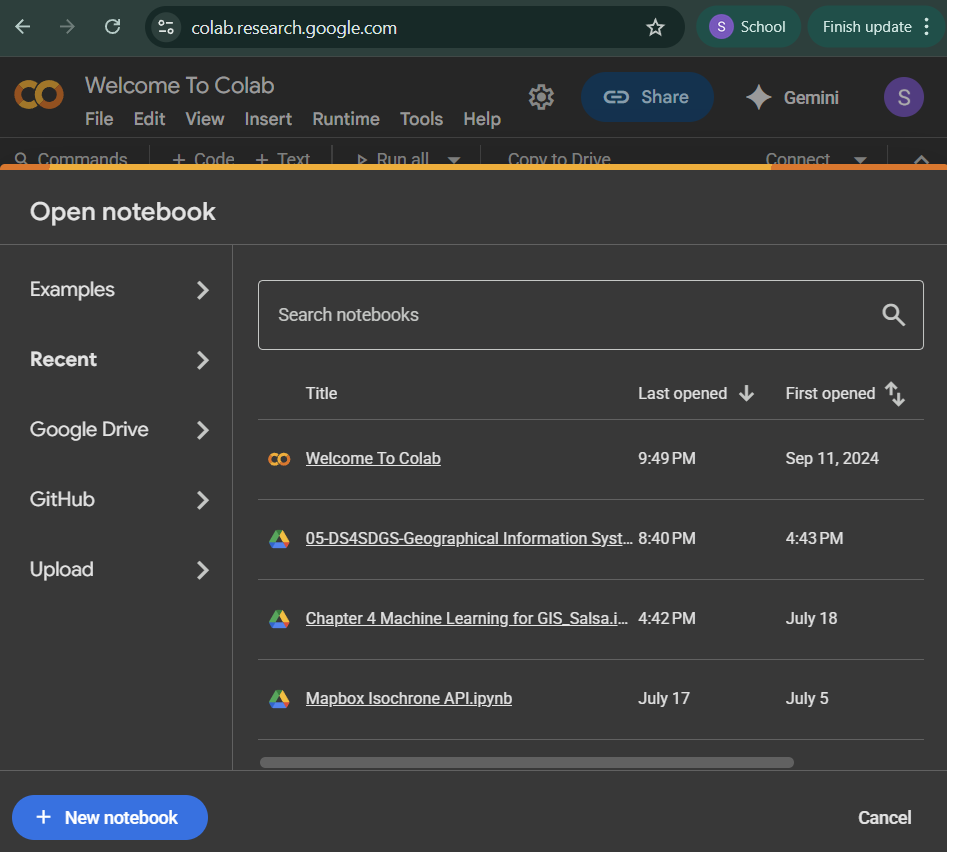 colab.research.google.com
S School
Finish update
Welcome To Colab
File Edit View Insert Runtime Tools Help
Share
Gemini
S
Commands + Code + Text Run all Copy to Drive Connect
Open notebook
Examples
Recent
Google Drive
GitHub
Upload
Search notebooks
Title Last opened First opened
Welcome To Colab 9:49 PM Sep 11, 2024
05-DS4SDGS-Geographical Information Syst... 8:40 PM 4:43 PM
Chapter 4 Machine Learning for GIS_Salsa.i... 4:42 PM July 18
Mapbox Isochrone API.ipynb July 17 July 5
+ New notebook
Cancel